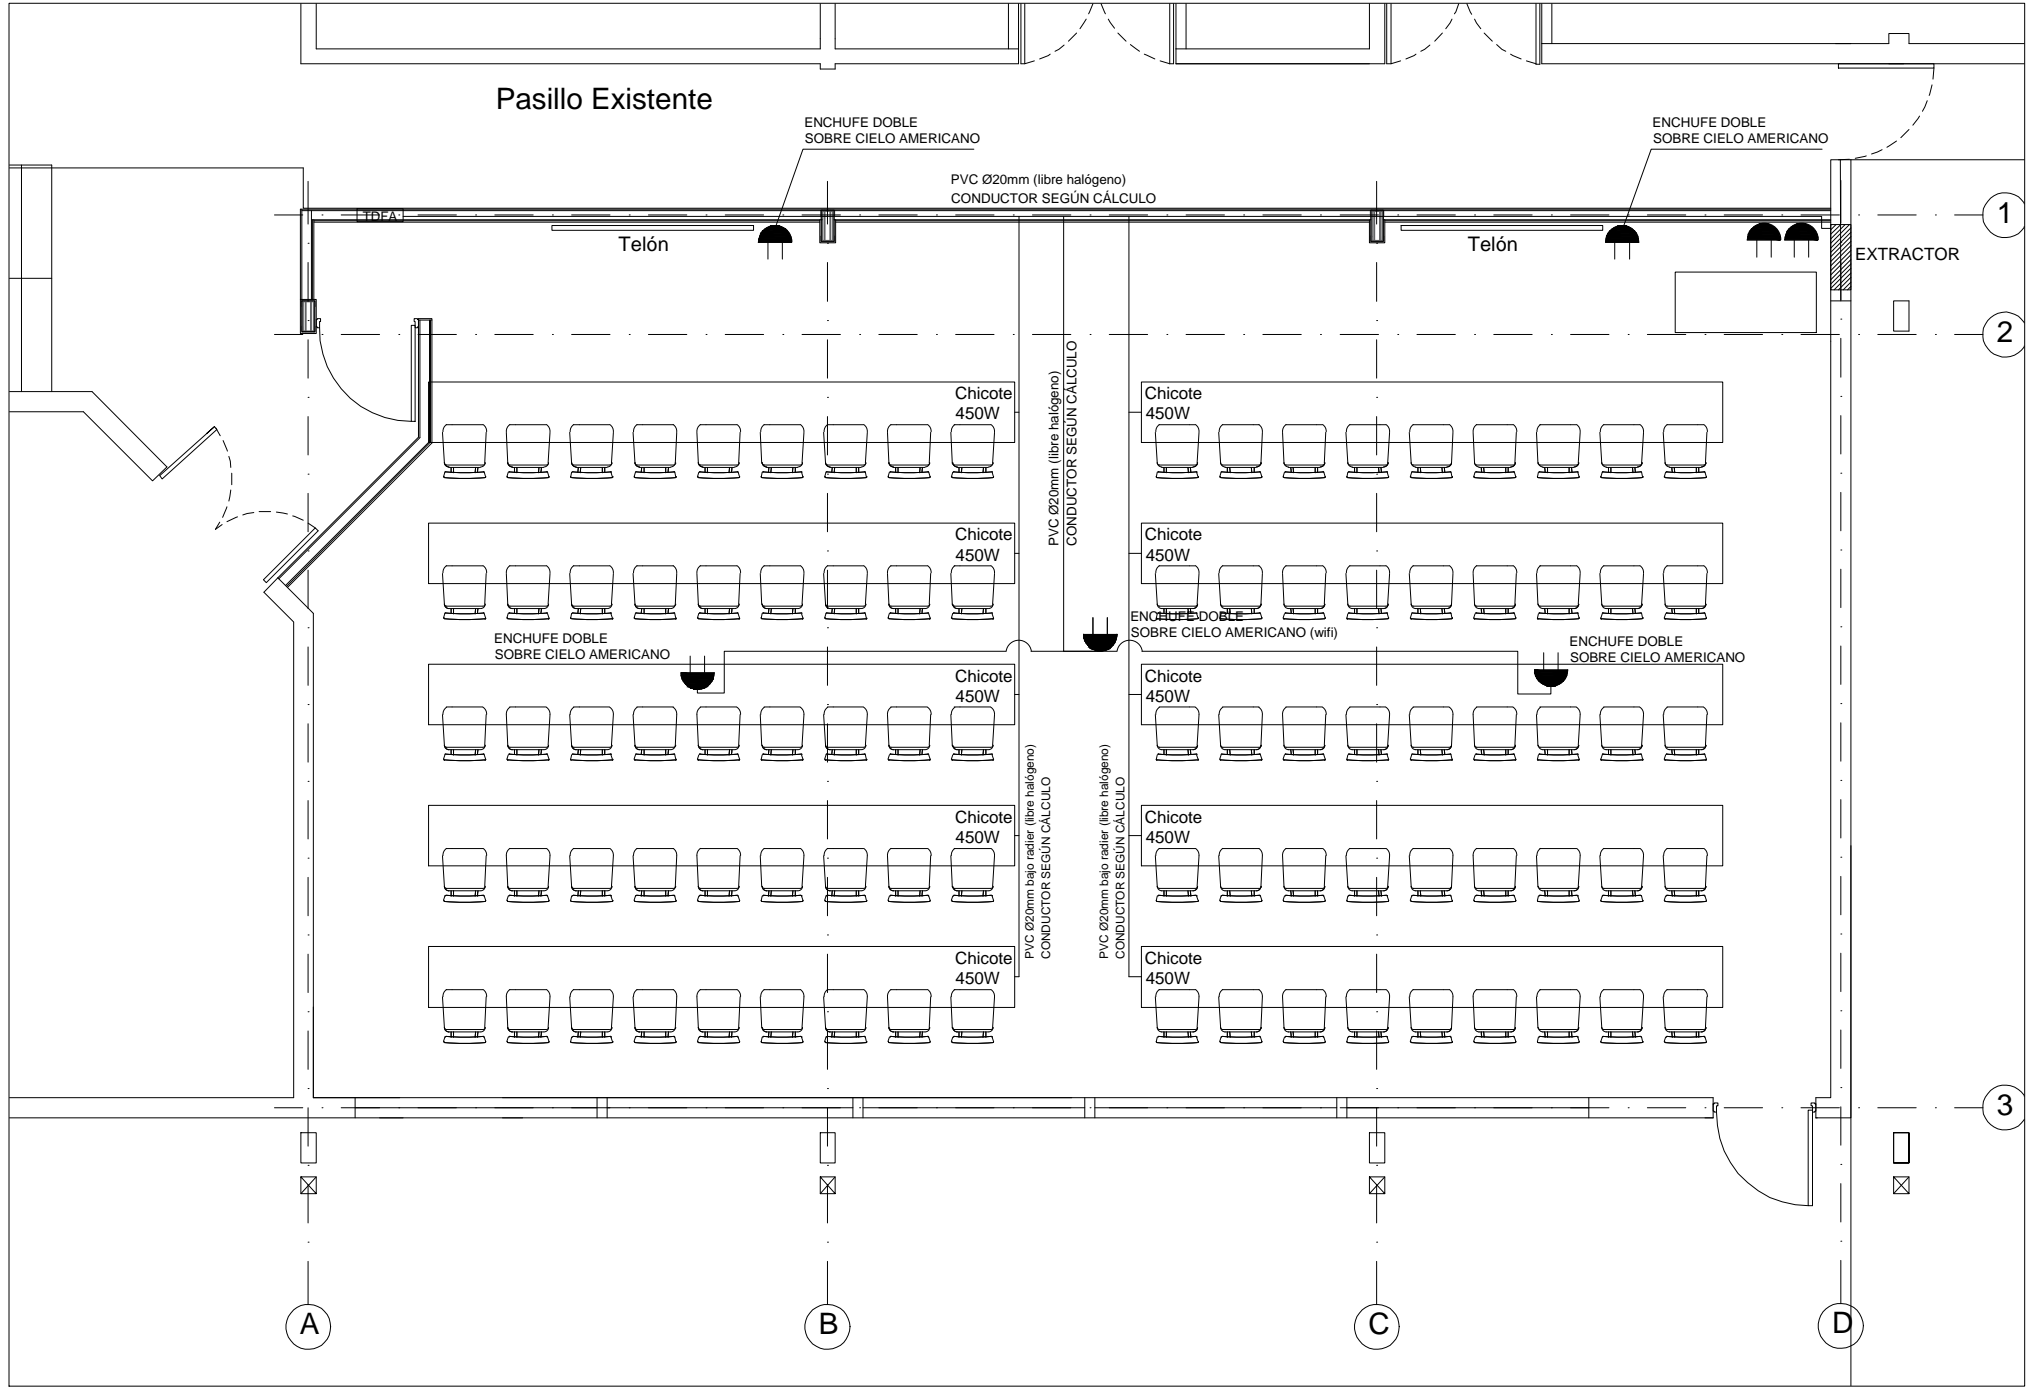 Pasillo Existente
ENCHUFE DOBLE
SOBRE CIELO AMERICANO
ENCHUFE DOBLE
SOBRE CIELO AMERICANO
PVC Ø20mm (libre halógeno)
CONDUCTOR SEGÚN CÁLCULO
TDFA
1
Telón
Telón
EXTRACTOR
2
PVC Ø20mm (libre halógeno)
CONDUCTOR SEGÚN CÁLCULO
Chicote
450W
Chicote
450W
Chicote
450W
Chicote
450W
ENCHUFE DOBLE
SOBRE CIELO AMERICANO
ENCHUFE DOBLE
SOBRE CIELO AMERICANO (wifi)
ENCHUFE DOBLE
SOBRE CIELO AMERICANO
Chicote
450W
Chicote
450W
PVC Ø20mm bajo radier (libre halógeno)
CONDUCTOR SEGÚN CÁLCULO
PVC Ø20mm bajo radier (libre halógeno)
CONDUCTOR SEGÚN CÁLCULO
Chicote
450W
Chicote
450W
Chicote
450W
Chicote
450W
3
A
B
C
D